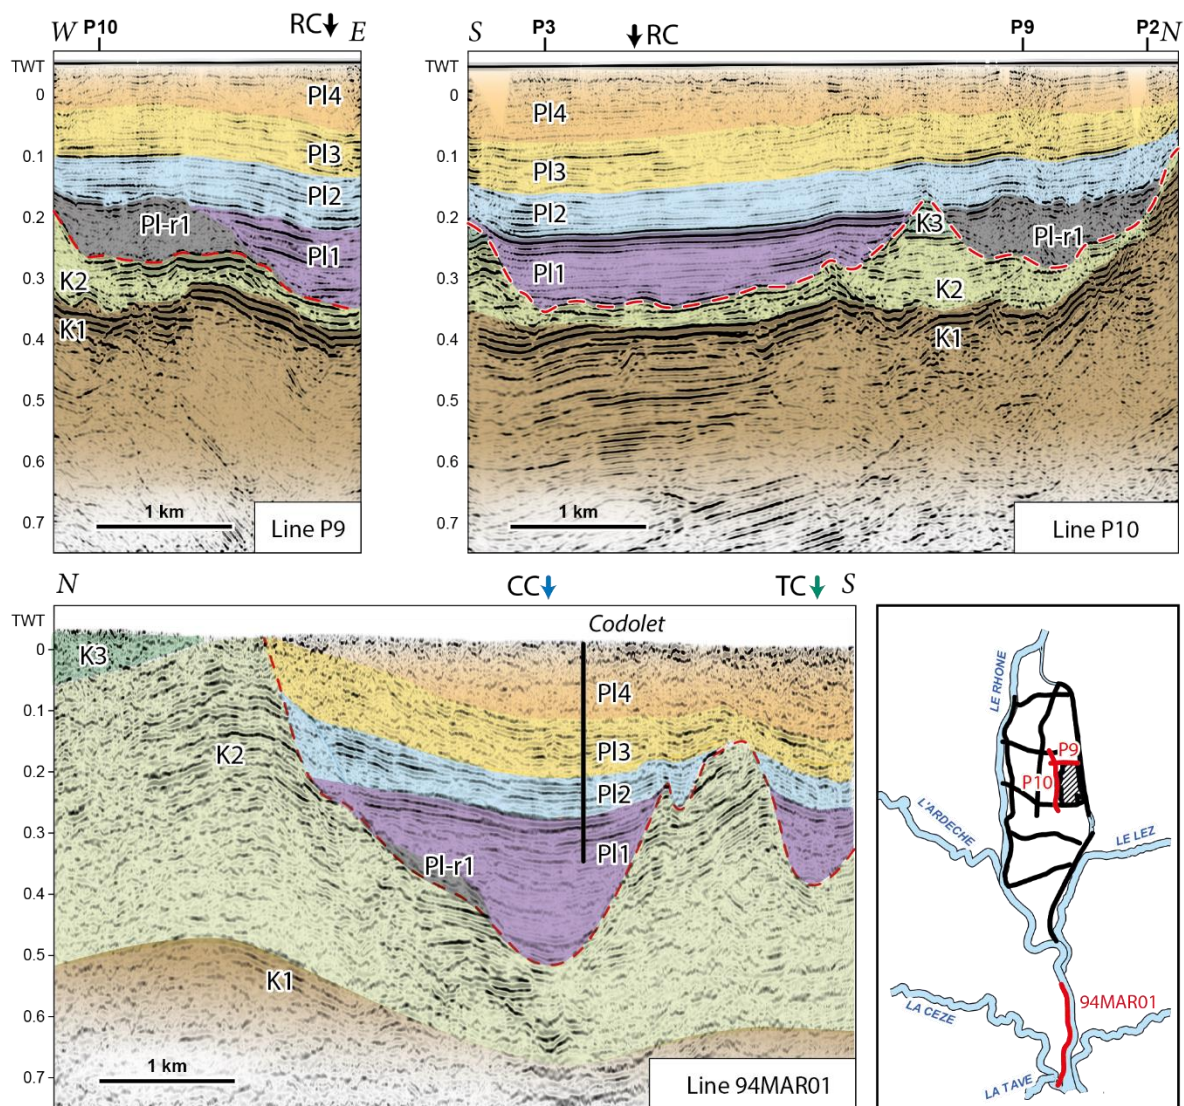 W P10 RC E
TWT
0
0.1
0.2
0.3
0.4
0.5
0.6
0.7
Pl4
Pl3
Pl2
Pl-r1
Pl1
K2
K1
1 km
Line P9
S P3 RC P9 P2 N
TWT
0
0.1
0.2
0.3
0.4
0.5
0.6
0.7
Pl4
Pl3
Pl2
K3
Pl-r1
Pl1
K2
K1
1 km
Line P10
N CC TC S
TWT
0
0.1
0.2
0.3
0.4
0.5
0.6
0.7
Codolet
K3
Pl4
K2
Pl3
Pl2
Pl1
Pl-r1
K1
1 km
Line 94MAR01
LE RHONE
P9
P10
L'ARDECHE
LE LEZ
94MAR01
LA CEZE
LA TAVE